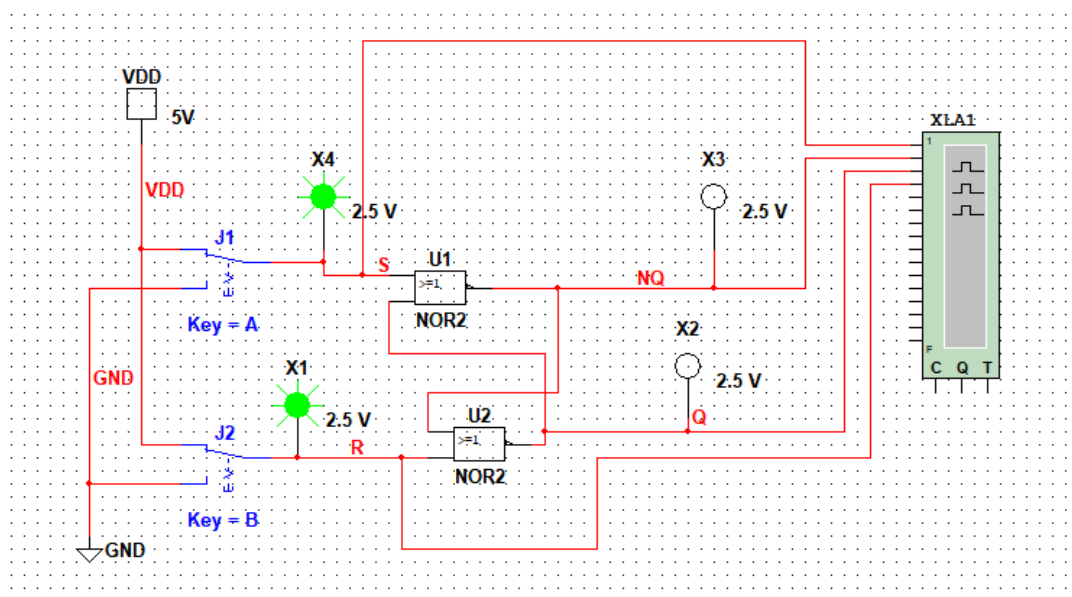 VDD
5V
XLA1
1
X4
X3
VDD
2.5 V
2.5 V
J1
U1
S
>=1
NQ
Key = A
NOR2
X2
F
X1
C Q T
GND
2.5 V
2.5 V
U2
Q
J2
R
>=1
NOR2
Key = B
GND